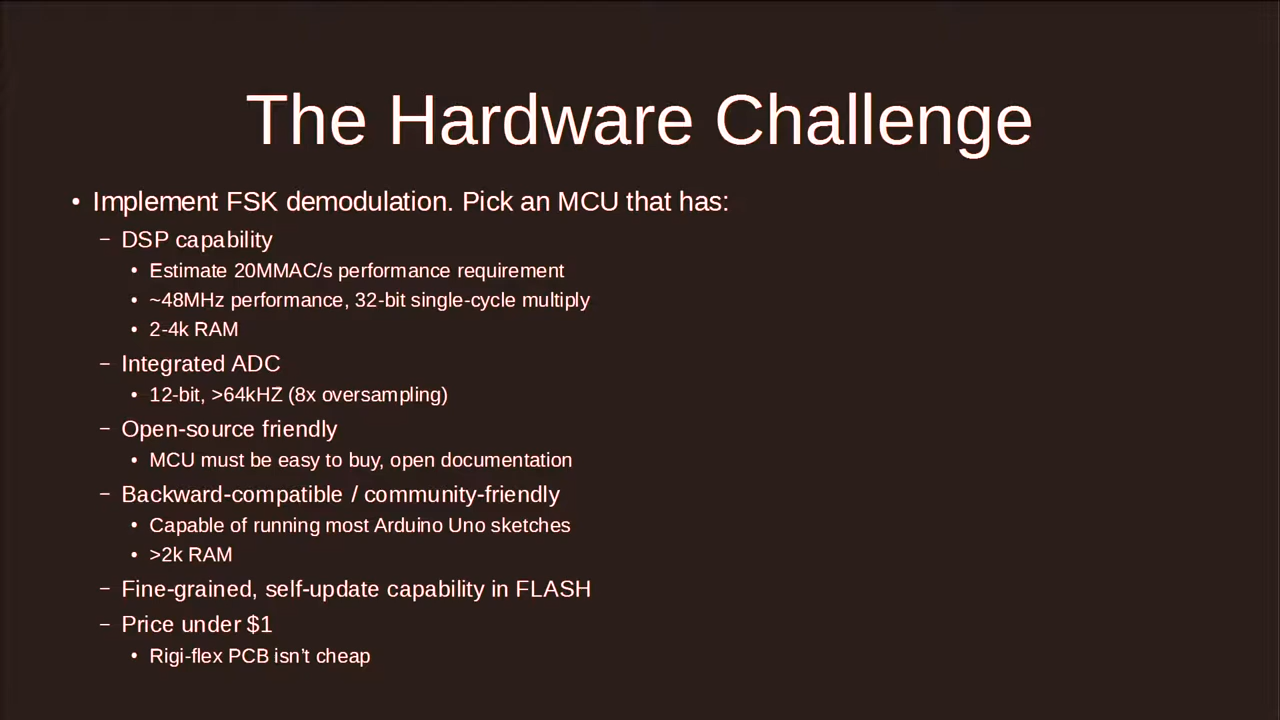 The Hardware Challenge
• Implement FSK demodulation. Pick an MCU that has:
– DSP capability
• Estimate 20MMAC/s performance requirement
• ~48MHz performance, 32-bit single-cycle multiply
• 2-4k RAM
– Integrated ADC
• 12-bit, >64kHZ (8x oversampling)
– Open-source friendly
• MCU must be easy to buy, open documentation
– Backward-compatible / community-friendly
• Capable of running most Arduino Uno sketches
• >2k RAM
– Fine-grained, self-update capability in FLASH
– Price under $1
• Rigi-flex PCB isn't cheap